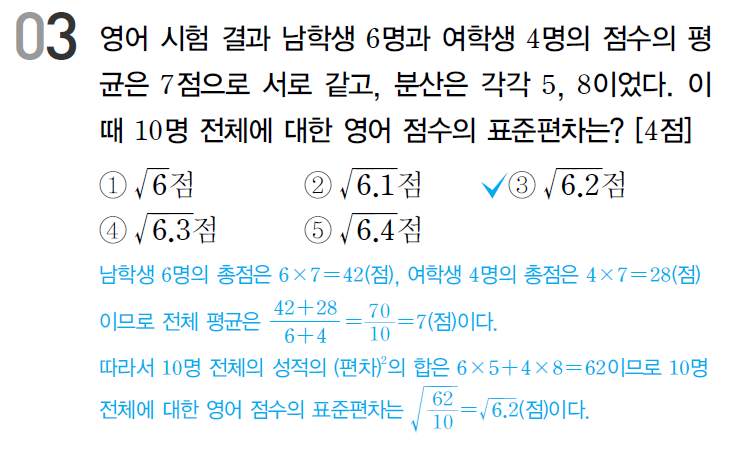 03 영어 시험 결과 남학생 6명과 여학생 4명의 점수의 평
균은 7점으로 서로 같고, 분산은 각각 5, 8이었다. 이
때 10명 전체에 대한 영어 점수의 표준편차는? [4점]
① √6점 ② √6.1점 ✓③ √6.2점
④ √6.3점 ⑤ √6.4점
남학생 6명의 총점은 6×7=42(점), 여학생 4명의 총점은 4×7=28(점)
이므로 전체 평균은 (42+28)/(6+4)=70/10=7(점)이다.
따라서 10명 전체의 성적의 (편차)²의 합은 6×5+4×8=62이므로 10명
전체에 대한 영어 점수의 표준편차는 √(62/10)=√6.2(점)이다.